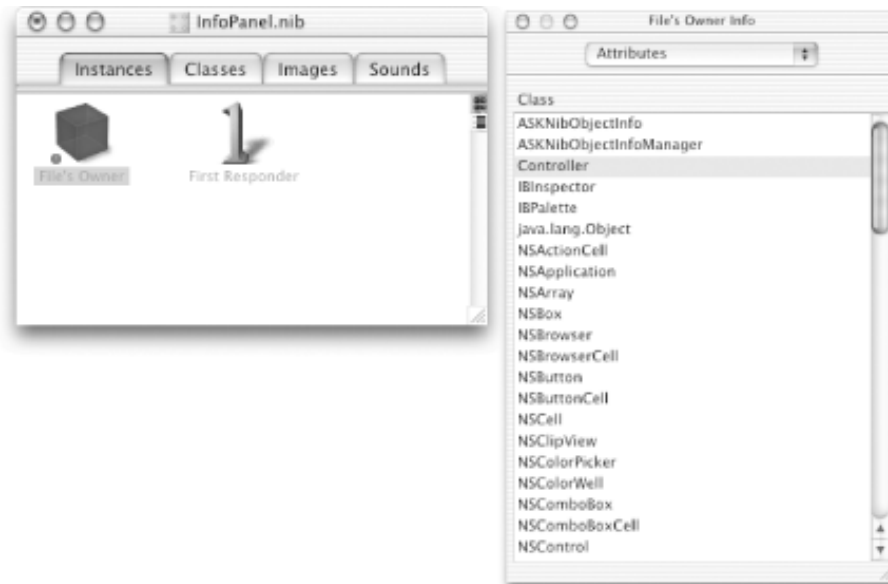 InfoPanel.nib
Instances Classes Images Sounds
File's Owner First Responder
File's Owner Info
Attributes
Class
ASKNibObjectInfo
ASKNibObjectInfoManager
Controller
IBInspector
IBPalette
java.lang.Object
NSActionCell
NSApplication
NSArray
NSBox
NSBrowser
NSBrowserCell
NSButton
NSButtonCell
NSCell
NSClipView
NSColorPicker
NSColorWell
NSComboBox
NSComboBoxCell
NSControl